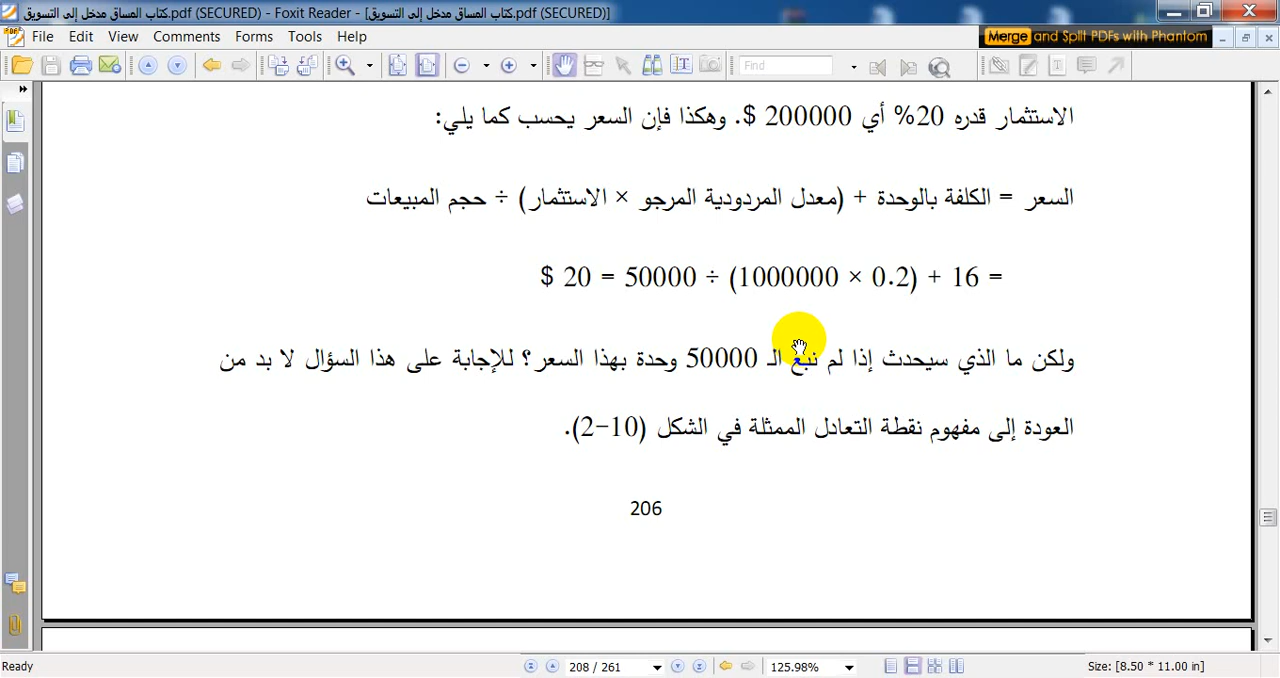 كتاب المساق مدخل إلى التسويق.pdf (SECURED) - Foxit Reader - [كتاب المساق مدخل إلى التسويق.pdf (SECURED)]
File Edit View Comments Forms Tools Help
Merge and Split PDFs with Phantom
Find
الاستثمار قدره 20% أي 200000 $. وهكذا فإن السعر يحسب كما يلي:
السعر = الكلفة بالوحدة + (معدل المردودية المرجو × الاستثمار) ÷ حجم المبيعات
= 16 + (0.2 × 1000000) ÷ 50000 = 20 $
ولكن ما الذي سيحدث إذا لم نبع الـ 50000 وحدة بهذا السعر؟ للإجابة على هذا السؤال لا بد من
العودة إلى مفهوم نقطة التعادل الممثلة في الشكل (10-2).
206
Ready 208 / 261 125.98% Size: [8.50 * 11.00 in]